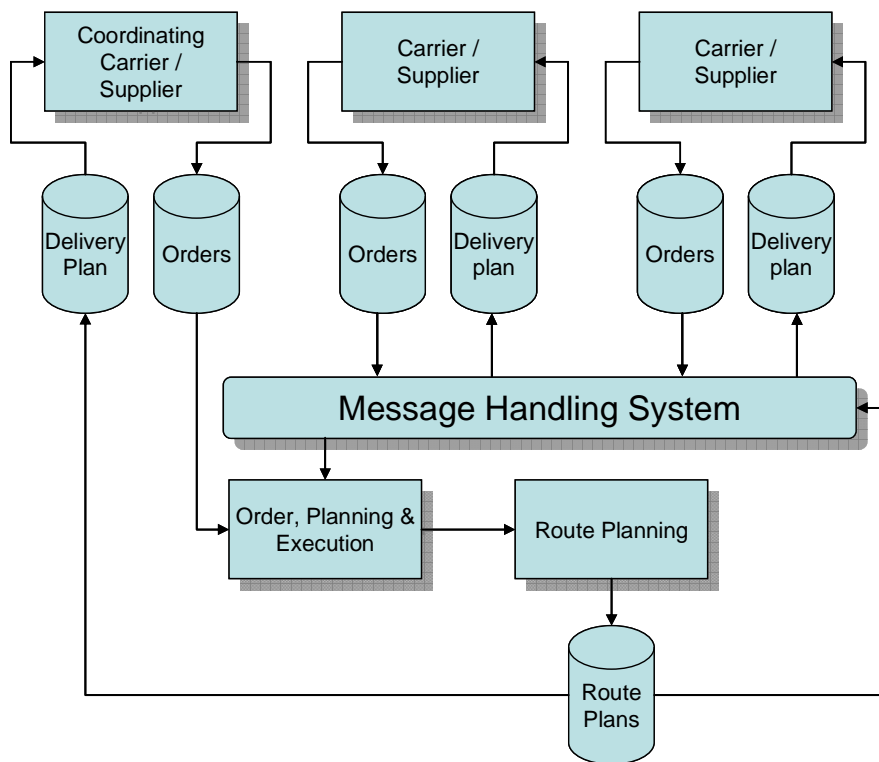 Coordinating
Carrier /
Supplier
Carrier /
Supplier
Carrier /
Supplier
Delivery
Plan
Orders
Orders
Delivery
plan
Orders
Delivery
plan
Message Handling System
Order, Planning &
Execution
Route Planning
Route
Plans